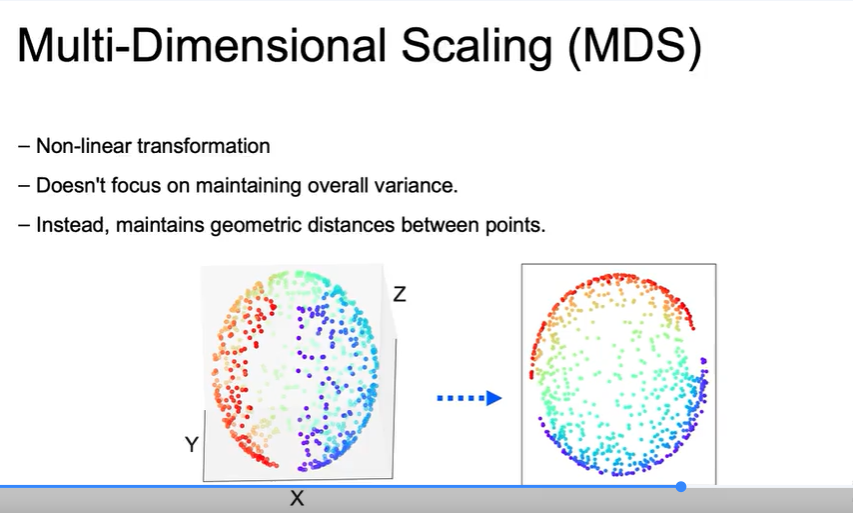 Multi-Dimensional Scaling (MDS)
– Non-linear transformation
– Doesn't focus on maintaining overall variance.
– Instead, maintains geometric distances between points.
Z
Y
X